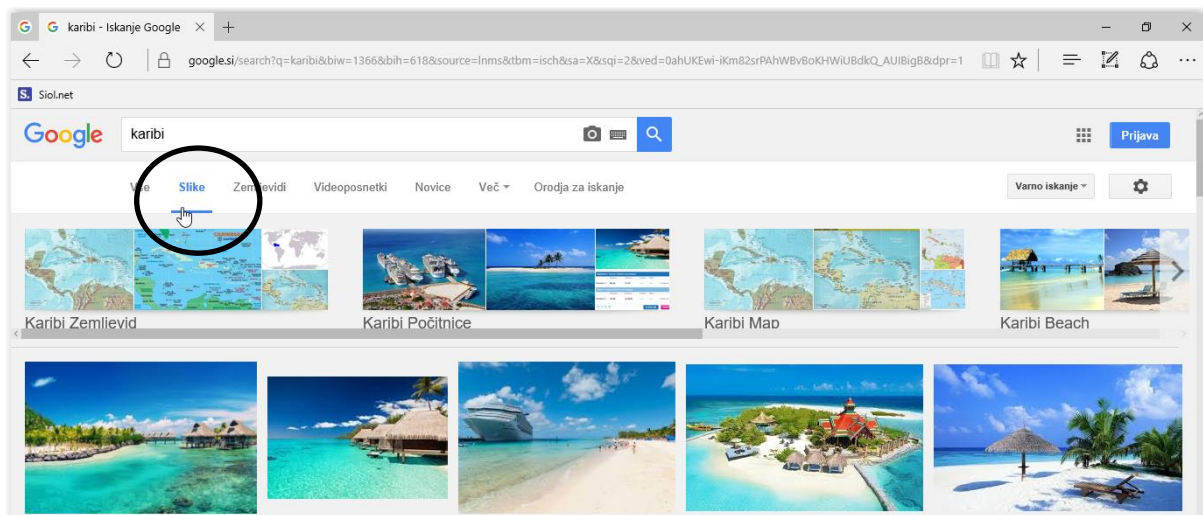 G karibi - Iskanje Google
google.si/search?q=karibi&biw=1366&bih=618&source=lnms&tbm=isch&sa=X&sqi=2&ved=0ahUKEwi-iKm82srPAhWBvBoKHWiUBdkQ_AUIBigB&dpr=1
S. Siol.net
Google karibi Prijava
Vse Slike Zemljevidi Videoposnetki Novice Več Orodja za iskanje Varno iskanje
Karibi Zemljevid Karibi Počitnice Karibi Map Karibi Beach